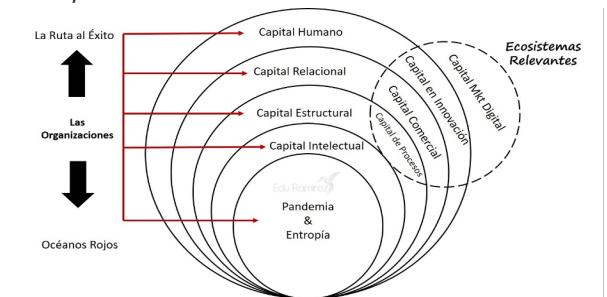 La Ruta al Éxito
Las
Organizaciones
Océanos Rojos
Capital Humano
Capital Relacional
Capital Estructural
Capital Intelectual
Edu Ramirez
Pandemia
&
Entropía
Ecosistemas
Relevantes
Capital Mkt Digital
Capital en Innovación
Capital Comercial
Capital de Procesos